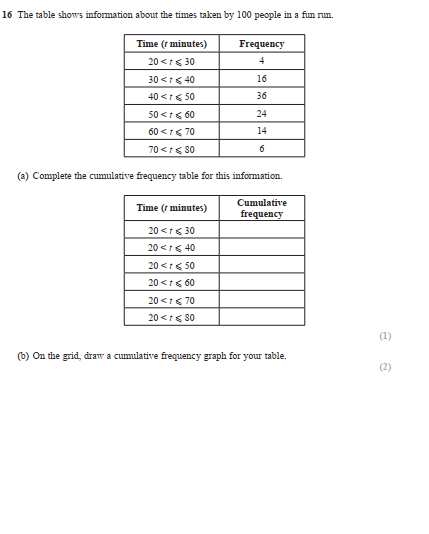 16 The table shows information about the times taken by 100 people in a fun run.
Time (t minutes) Frequency
20 < t ⩽ 30 4
30 < t ⩽ 40 16
40 < t ⩽ 50 36
50 < t ⩽ 60 24
60 < t ⩽ 70 14
70 < t ⩽ 80 6
(a) Complete the cumulative frequency table for this information.
Time (t minutes) Cumulative frequency
20 < t ⩽ 30
20 < t ⩽ 40
20 < t ⩽ 50
20 < t ⩽ 60
20 < t ⩽ 70
20 < t ⩽ 80
(1)
(b) On the grid, draw a cumulative frequency graph for your table.
(2)